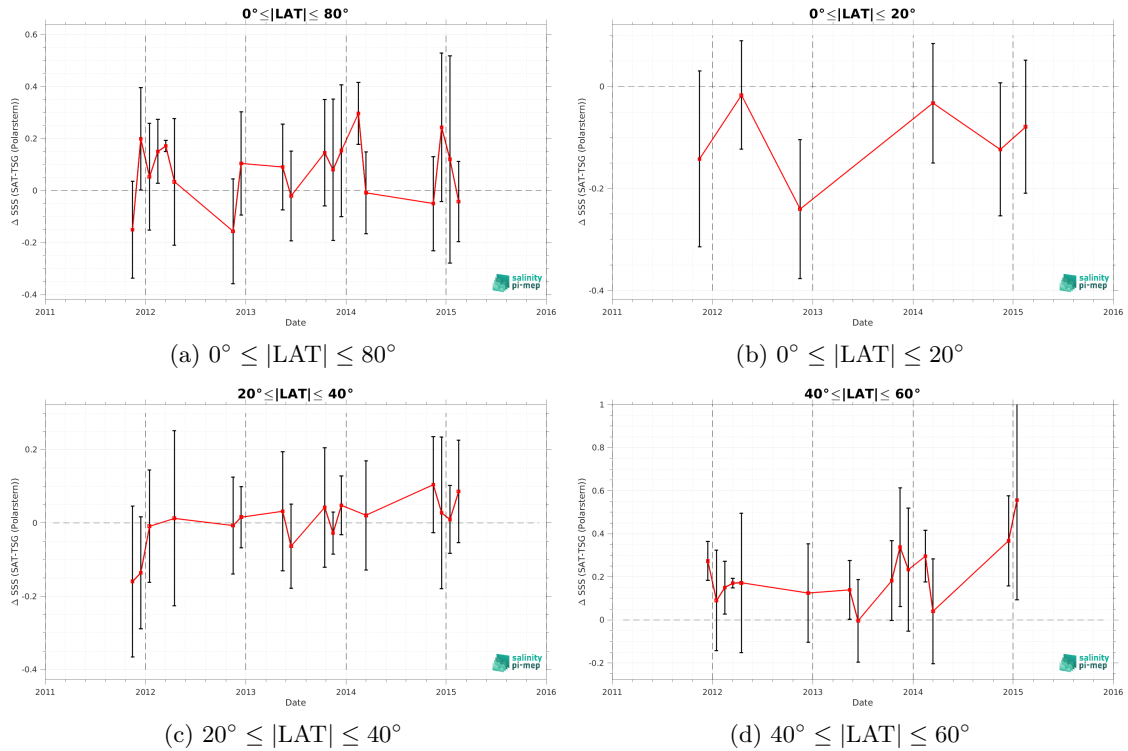 0°≤|LAT|≤ 80°
Δ SSS (SAT-TSG (Polarstern))
0.6
0.4
0.2
0
-0.2
-0.4
2011 2012 2013 2014 2015 2016
Date
salinity
pi-mep
(a) 0° ≤ |LAT| ≤ 80°
0°≤|LAT|≤ 20°
Δ SSS (SAT-TSG (Polarstern))
0
-0.2
-0.4
2011 2012 2013 2014 2015 2016
Date
salinity
pi-mep
(b) 0° ≤ |LAT| ≤ 20°
20°≤|LAT|≤ 40°
Δ SSS (SAT-TSG (Polarstern))
0.2
0
-0.2
-0.4
2011 2012 2013 2014 2015 2016
Date
salinity
pi-mep
(c) 20° ≤ |LAT| ≤ 40°
40°≤|LAT|≤ 60°
Δ SSS (SAT-TSG (Polarstern))
1
0.8
0.6
0.4
0.2
0
-0.2
2011 2012 2013 2014 2015 2016
Date
salinity
pi-mep
(d) 40° ≤ |LAT| ≤ 60°